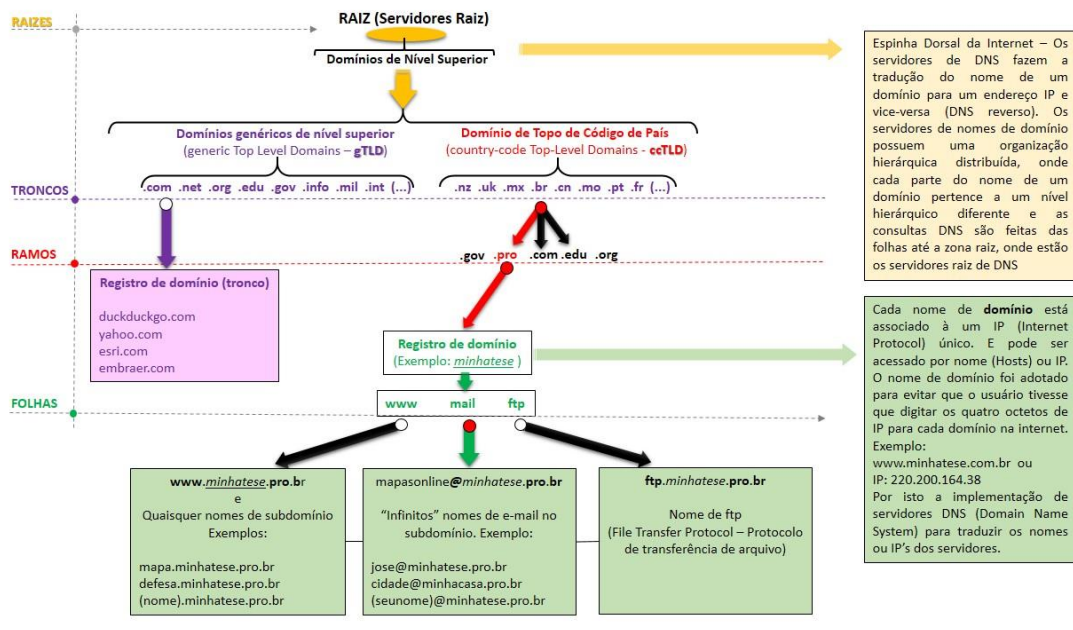 RAIZES
RAIZ (Servidores Raiz)
Domínios de Nível Superior
Domínios genéricos de nível superior
(generic Top Level Domains – gTLD)
Domínio de Topo de Código de País
(country-code Top-Level Domains - ccTLD)
.com .net .org .edu .gov .info .mil .int (...)
.nz .uk .mx .br .cn .mo .pt .fr (...)
TRONCOS
RAMOS
.gov .pro .com .edu .org
Registro de domínio (tronco)
duckduckgo.com
yahoo.com
esri.com
embraer.com
Registro de domínio
(Exemplo: minhatese )
FOLHAS
www mail ftp
www.minhatese.pro.br
e
Quaisquer nomes de subdomínio
Exemplos:
mapa.minhatese.pro.br
defesa.minhatese.pro.br
(nome).minhatese.pro.br
mapasonline@minhatese.pro.br
“Infinitos” nomes de e-mail no
subdomínio. Exemplo:
jose@minhatese.pro.br
cidade@minhacasa.pro.br
(seunome)@minhatese.pro.br
ftp.minhatese.pro.br
Nome de ftp
(File Transfer Protocol – Protocolo
de transferência de arquivo)
Espinha Dorsal da Internet – Os
servidores de DNS fazem a
tradução do nome de um
domínio para um endereço IP e
vice-versa (DNS reverso). Os
servidores de nomes de domínio
possuem uma organização
hierárquica distribuída, onde
cada parte do nome de um
domínio pertence a um nível
hierárquico diferente e as
consultas DNS são feitas das
folhas até a zona raiz, onde estão
os servidores raiz de DNS
Cada nome de domínio está
associado à um IP (Internet
Protocol) único. E pode ser
acessado por nome (Hosts) ou IP.
O nome de domínio foi adotado
para evitar que o usuário tivesse
que digitar os quatro octetos de
IP para cada domínio na internet.
Exemplo:
www.minhatese.com.br ou
IP: 220.200.164.38
Por isto a implementação de
servidores DNS (Domain Name
System) para traduzir os nomes
ou IP’s dos servidores.